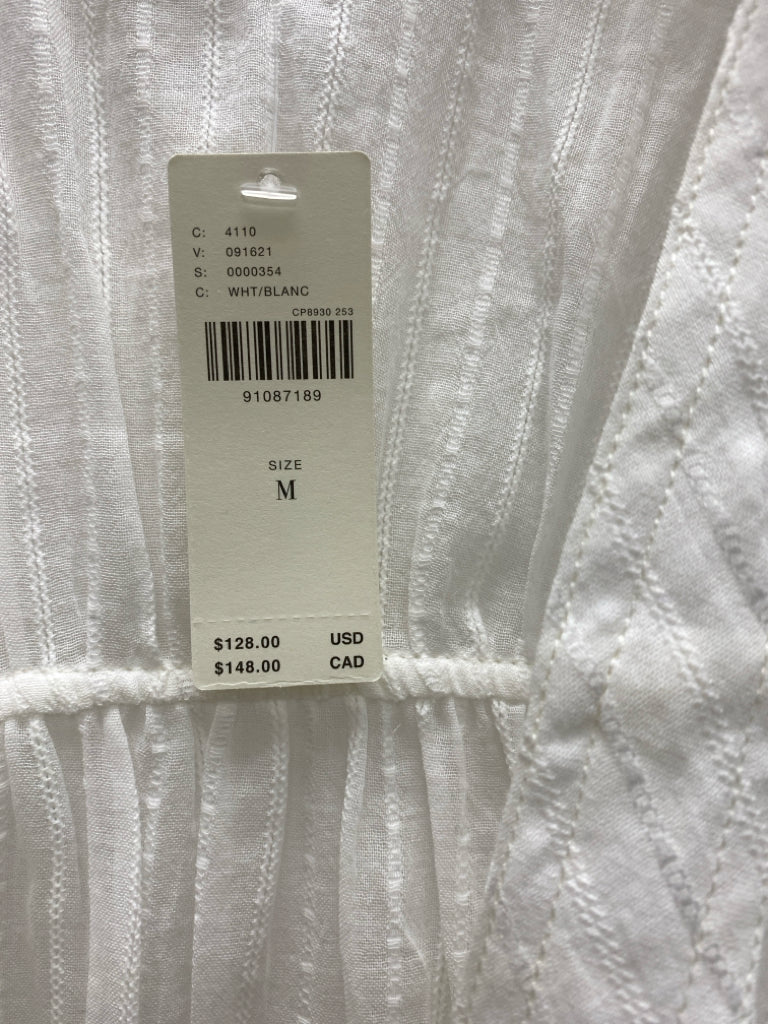 C: 4110
V: 091621
S: 0000354
C: WHT/BLANC
CP8930 253
91087189
SIZE
M
$128.00 USD
$148.00 CAD